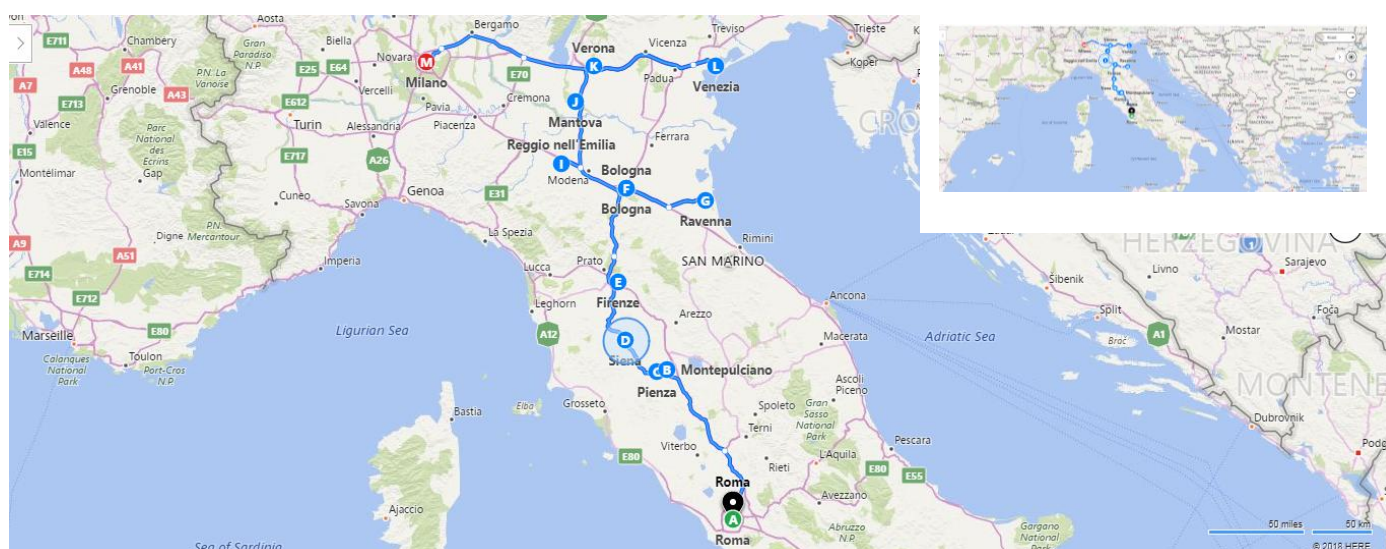 E711
Chambery
Aosta
Bergamo
Treviso
Trieste
Gran
Paradiso
N.P.
Biella
Novara
M
Milano
Verona
K
Vicenza
L
Venezia
Koper
A48
A41
Grenoble
P.N. La
Vanoise
E25
E64
Vercelli
E70
Padua
A7
E713
A43
E612
Turin
Pavia
Cremona
J
Mantova
CRO
Valence
Parc
National
des
Ecrins
Alessandria
Piacenza
Ferrara
E15
Montélimar
Gap
E717
A26
Reggio nell'Emilia
I
Modena
Bologna
F
Bologna
G
Ravenna
Cuneo
Savona
Genoa
E31
A9
Digne
P.N.
Mercantour
La Spezia
Rimini
SAN MARINO
HERZEGOVINA
A51
Imperia
Prato
Lucca
E
Firenze
Šibenik
Livno
Sarajevo
E714
E712
Leghorn
Arezzo
Ancona
Split
Foča
Marseille
E80
Ligurian Sea
A12
D
Siena
Macerata
Adriatic Sea
Brač
A1
Mostar
Calanques
National
Park
Toulon
Port-Cros
N.P.
C
B
Montepulciano
Pienza
Ascoli
Piceno
MONTENE
Bastia
Elba
Grosseto
Spoleto
Terni
Gran
Sasso
National
Park
Dubrovnik
Viterbo
Pescara
E80
Rieti
L'Aquila
E80
E55
Podg
Roma
Ajaccio
A
Roma
Avezzano
Abruzzo
N.P.
Gargano
National
Park
50 miles
50 km
Sea of Sardinia
© 2018 HERE